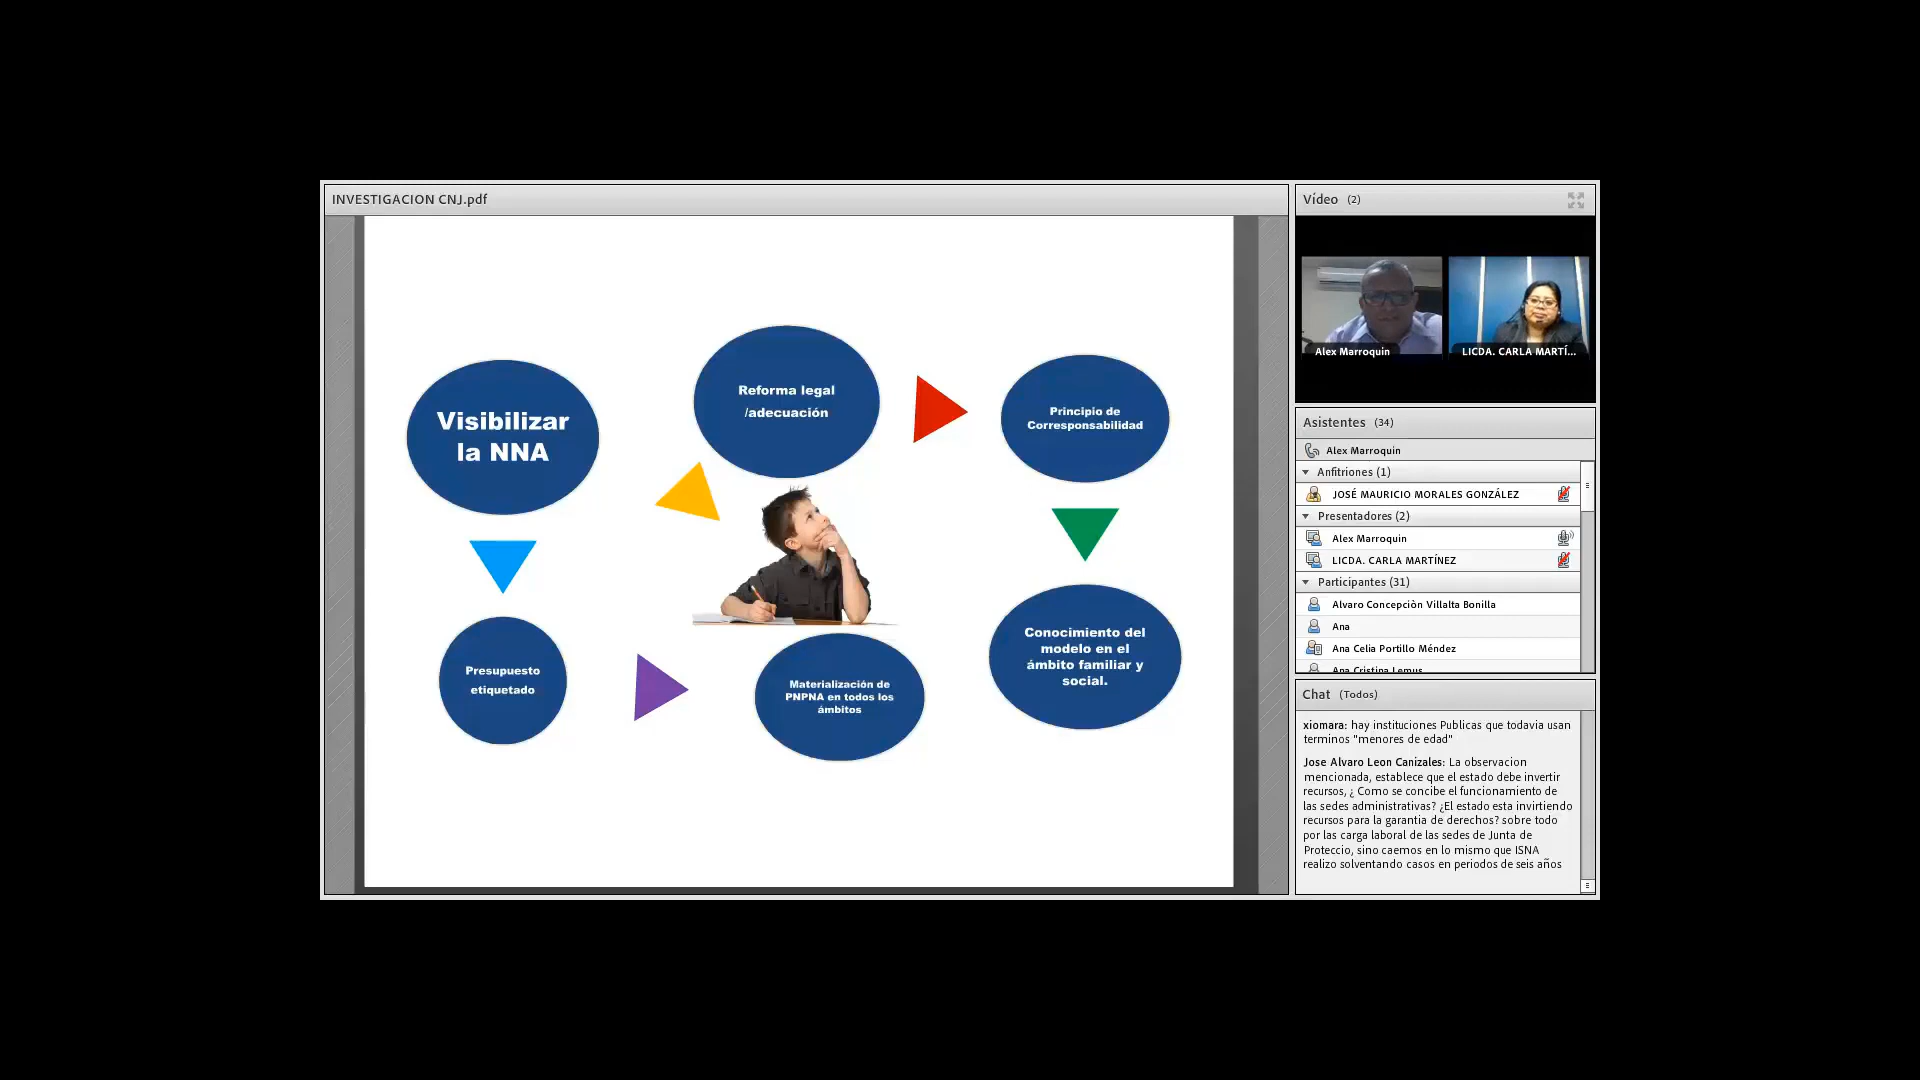 INVESTIGACION CNJ.pdf
Visibilizar
la NNA
Reforma legal
/adecuación
Principio de
Corresponsabilidad
Presupuesto
etiquetado
Materialización de
PNPNA en todos los
ámbitos
Conocimiento del
modelo en el
ámbito familiar y
social.
Vídeo (2)
Alex Marroquin
LICDA. CARLA MARTÍ...
Asistentes (34)
Alex Marroquin
Anfitriones (1)
JOSÉ MAURICIO MORALES GONZÁLEZ
Presentadores (2)
Alex Marroquin
LICDA. CARLA MARTÍNEZ
Participantes (31)
Alvaro Concepciòn Villalta Bonilla
Ana
Ana Celia Portillo Méndez
Ana Cristina Lemus
Chat (Todos)
xiomara: hay instituciones Publicas que todavia usan
terminos "menores de edad"
Jose Alvaro Leon Canizales: La observacion
mencionada, establece que el estado debe invertir
recursos, ¿ Como se concibe el funcionamiento de
las sedes administrativas? ¿El estado esta invirtiendo
recursos para la garantia de derechos? sobre todo
por las carga laboral de las sedes de Junta de
Proteccio, sino caemos en lo mismo que ISNA
realizo solventando casos en periodos de seis años